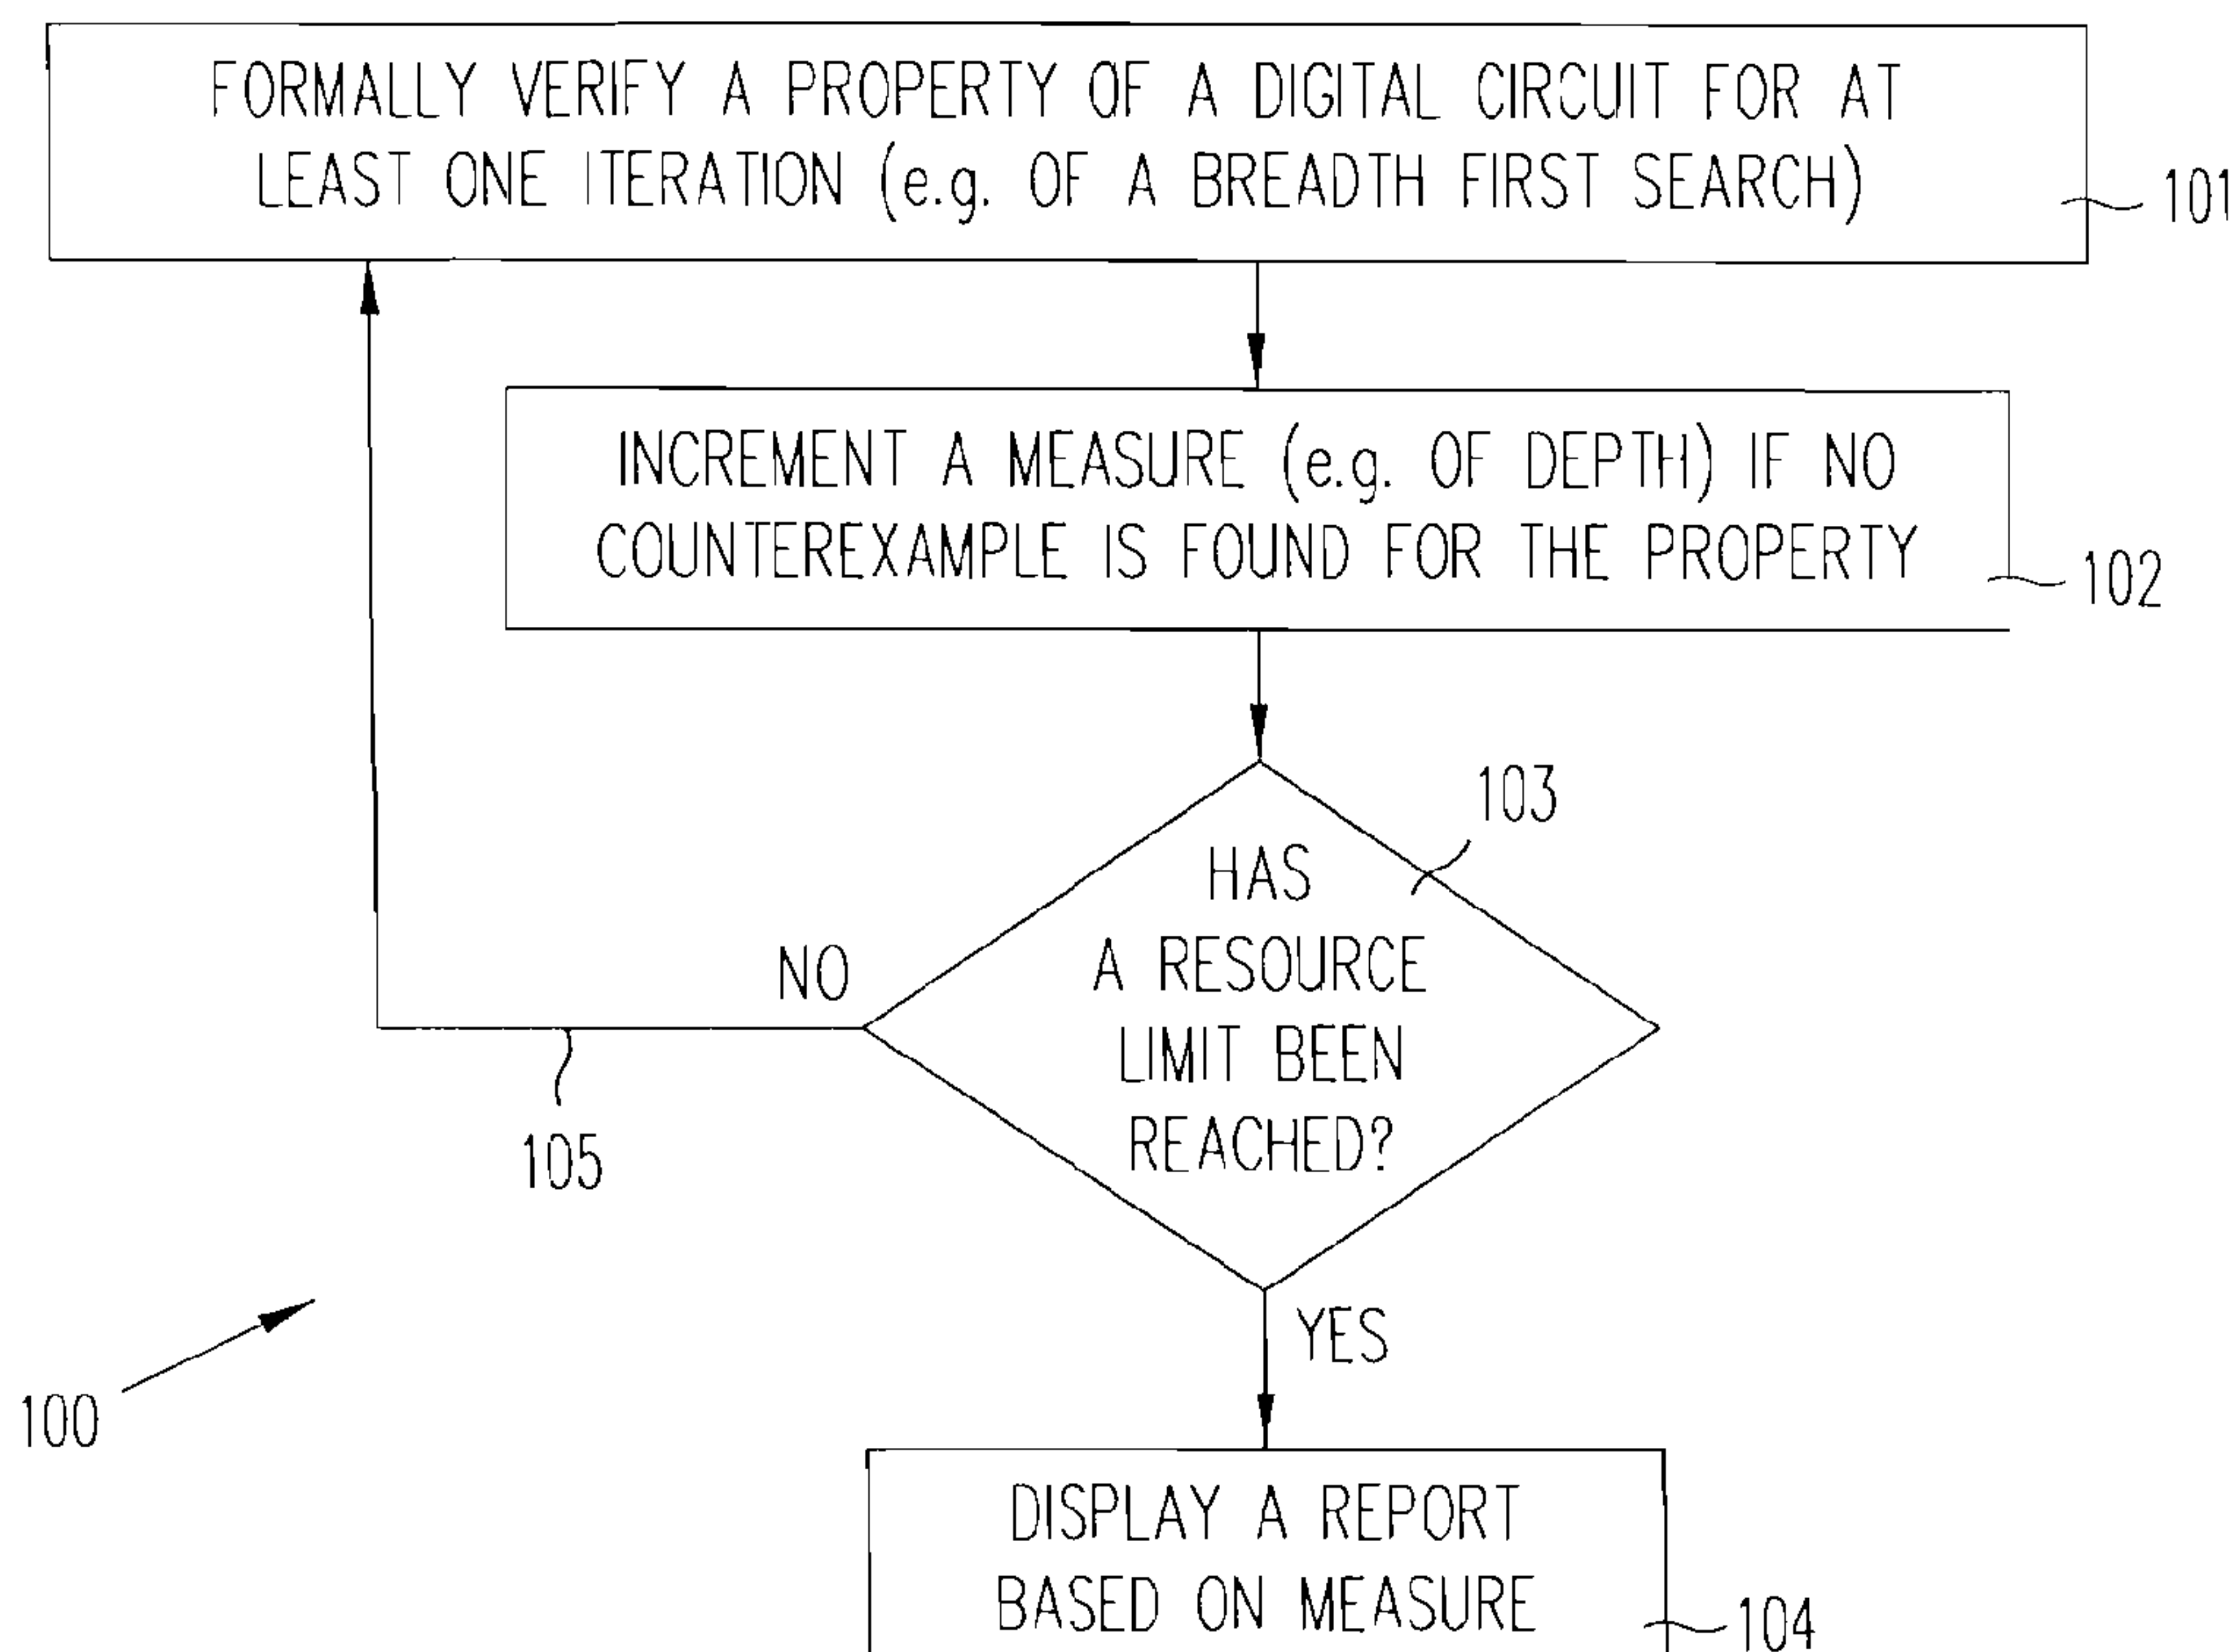 FORMALLY VERIFY A PROPERTY OF A DIGITAL CIRCUIT FOR AT
LEAST ONE ITERATION (e.g. OF A BREADTH FIRST SEARCH)
101
INCREMENT A MEASURE (e.g. OF DEPTH) IF NO
COUNTEREXAMPLE IS FOUND FOR THE PROPERTY
102
103
HAS
A RESOURCE
LIMIT BEEN
REACHED?
NO
105
YES
100
DISPLAY A REPORT
BASED ON MEASURE
104